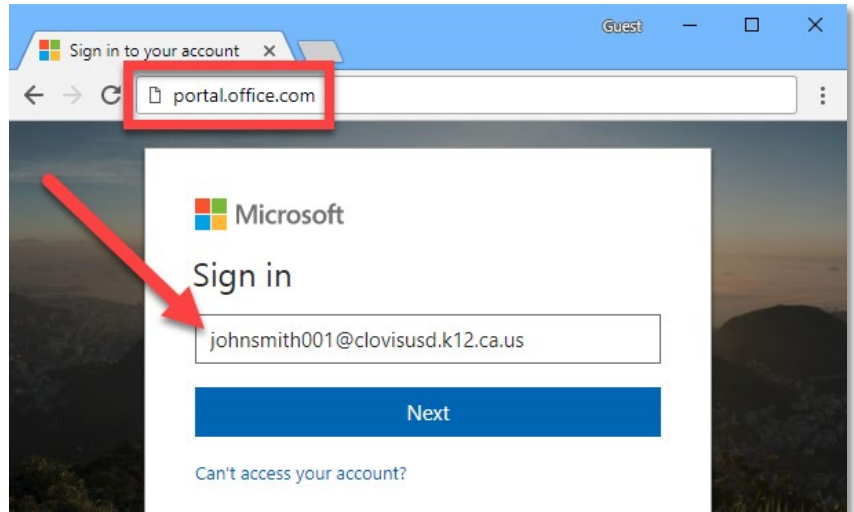 Guest
Sign in to your account
portal.office.com
Microsoft
Sign in
johnsmith001@clovisusd.k12.ca.us
Next
Can't access your account?